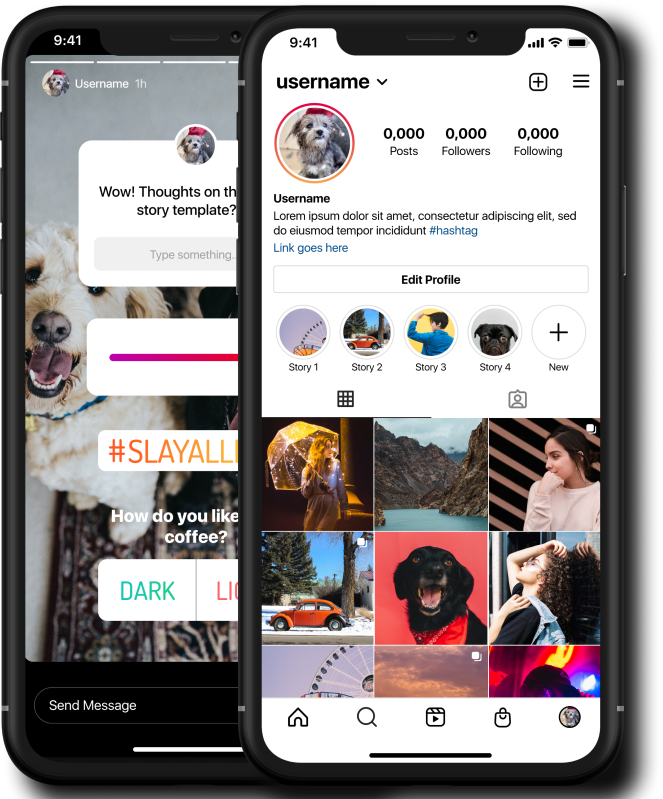 9:41
Username 1h
Wow! Thoughts on th
story template?
Type something..
#SLAYALL
How do you like
coffee?
DARK
LI
Send Message
9:41
username
0,000 0,000 0,000
Posts Followers Following
Username
Lorem ipsum dolor sit amet, consectetur adipiscing elit, sed
do eiusmod tempor incididunt #hashtag
Link goes here
Edit Profile
Story 1 Story 2 Story 3 Story 4 New